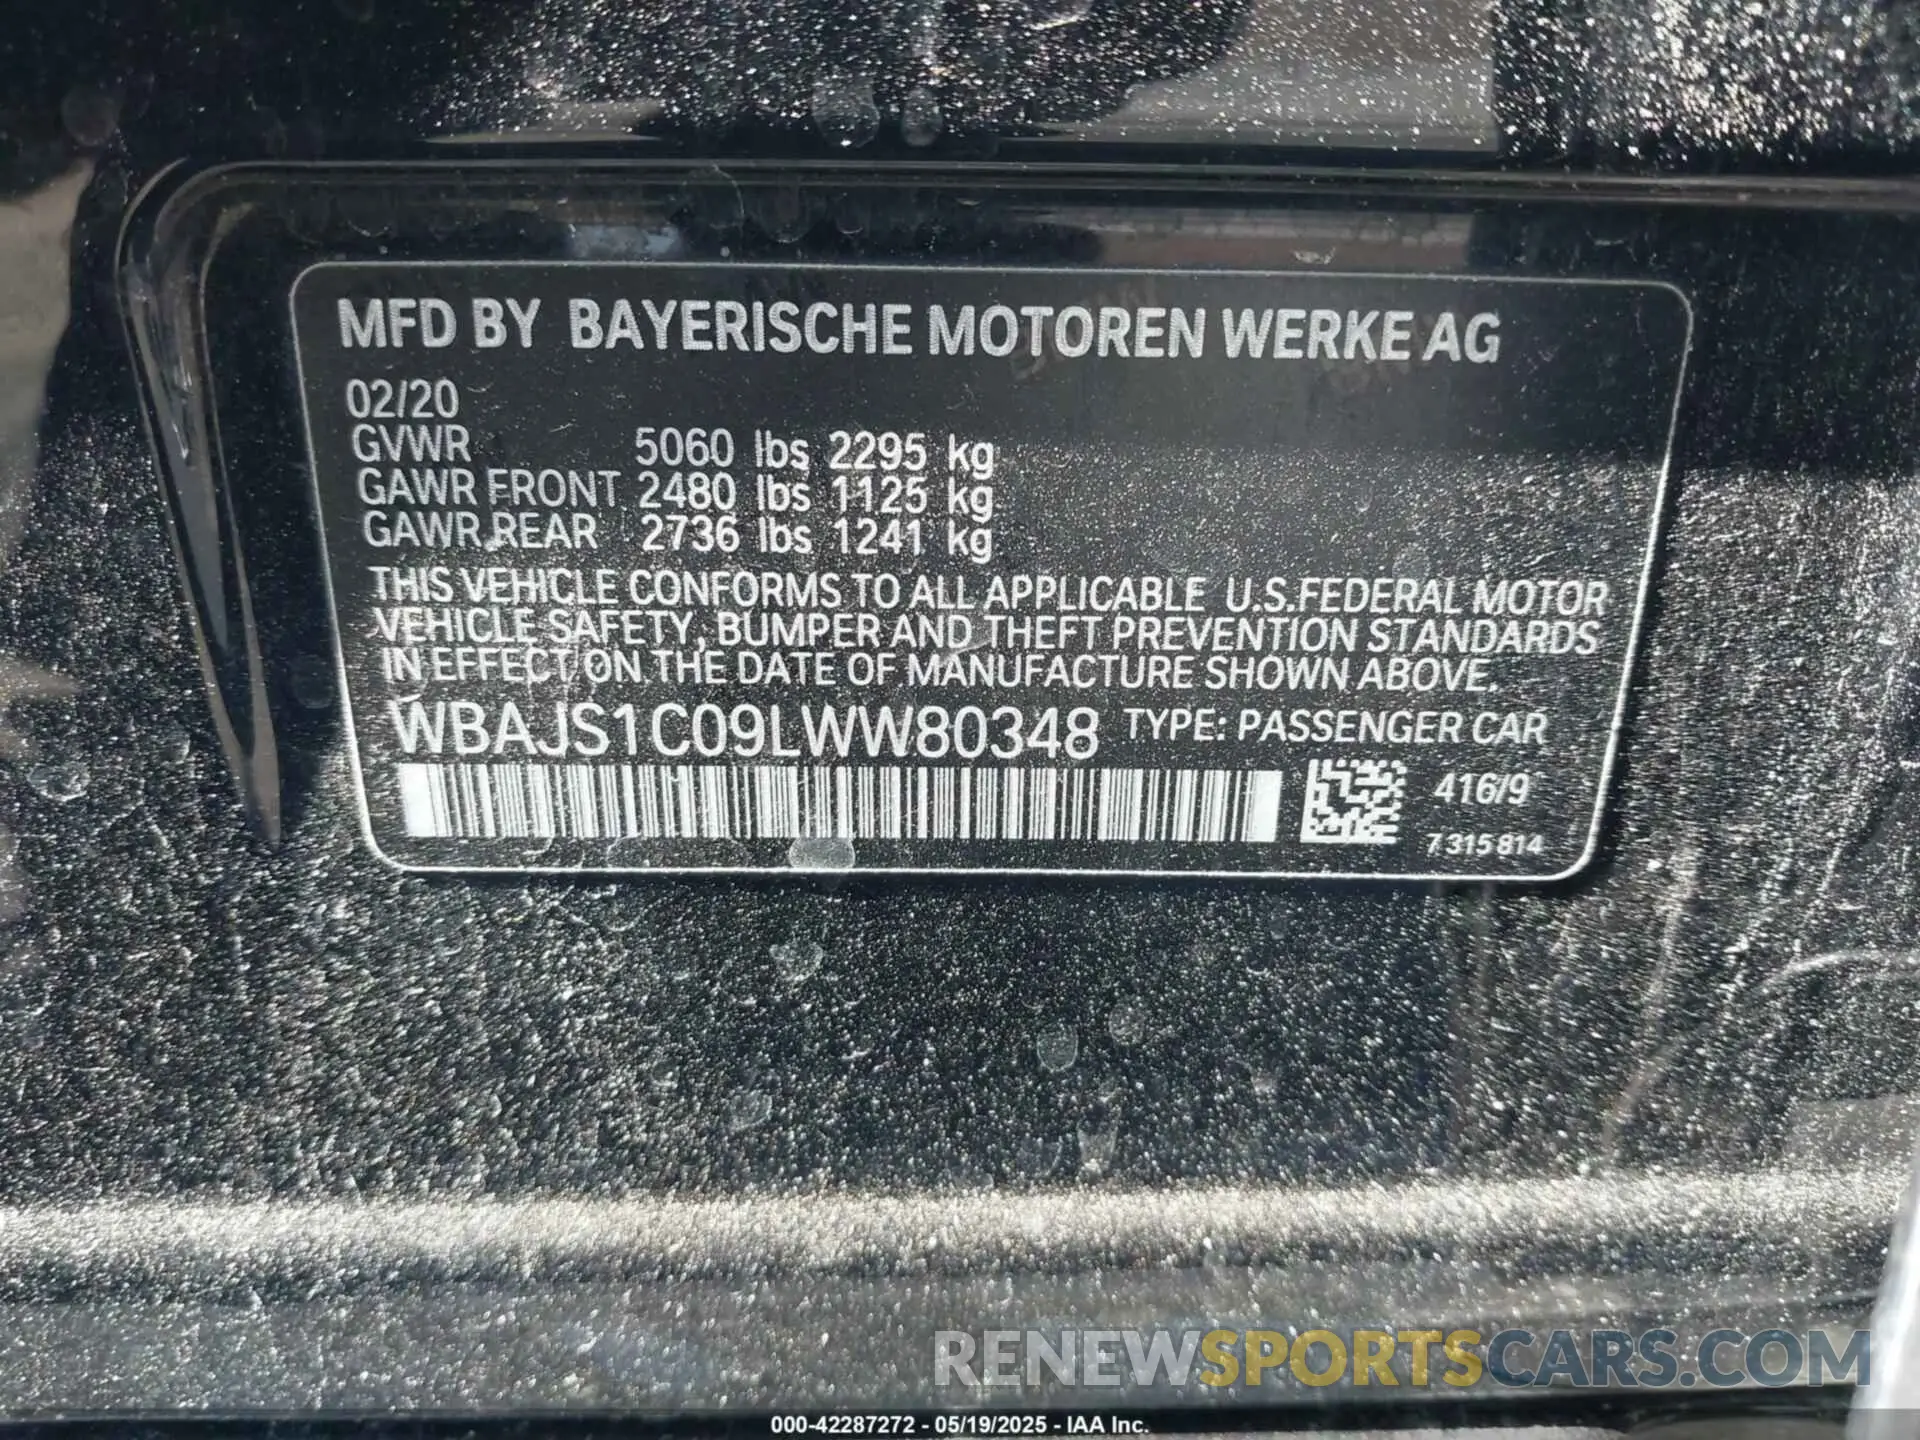 MFD BY BAYERISCHE MOTOREN WERKE AG
02/20
GVWR 5060 lbs 2295 kg
GAWR FRONT 2480 lbs 1125 kg
GAWR REAR 2736 lbs 1241 kg
THIS VEHICLE CONFORMS TO ALL APPLICABLE U.S.FEDERAL MOTOR
VEHICLE SAFETY, BUMPER AND THEFT PREVENTION STANDARDS
IN EFFECT ON THE DATE OF MANUFACTURE SHOWN ABOVE.
WBAJS1C09LWW80348 TYPE: PASSENGER CAR
416/9
7 315 814
RENEWSPORTSCARS.COM
000-42287272 - 05/19/2025 - IAA Inc.